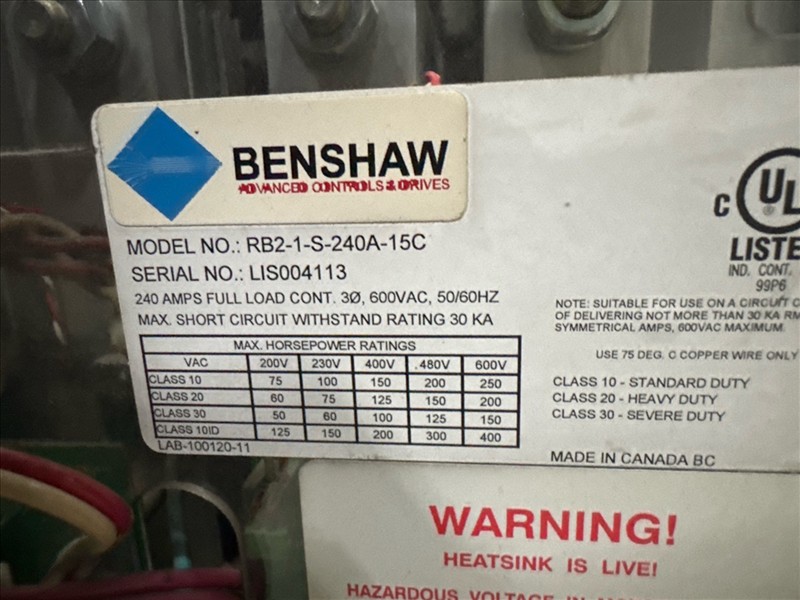 BENSHAW
ADVANCED CONTROLS & DRIVES
MODEL NO.: RB2-1-S-240A-15C
SERIAL NO.: LIS004113
240 AMPS FULL LOAD CONT. 3Ø, 600VAC, 50/60HZ
MAX. SHORT CIRCUIT WITHSTAND RATING 30 KA
MAX. HORSEPOWER RATINGS
VAC 200V 230V 400V .480V 600V
CLASS 10 75 100 150 200 250
CLASS 20 60 75 125 150 200
CLASS 30 50 60 100 125 150
CLASS 10ID 125 150 200 300 400
LAB-100120-11
C UL
LISTE
IND. CONT.
99P6
NOTE: SUITABLE FOR USE ON A CIRCUIT C
OF DELIVERING NOT MORE THAN 30 KA RM
SYMMETRICAL AMPS, 600VAC MAXIMUM.
USE 75 DEG. C COPPER WIRE ONLY
CLASS 10 - STANDARD DUTY
CLASS 20 - HEAVY DUTY
CLASS 30 - SEVERE DUTY
MADE IN CANADA BC
WARNING!
HEATSINK IS LIVE!
HAZARDOUS VOLTAGE IN